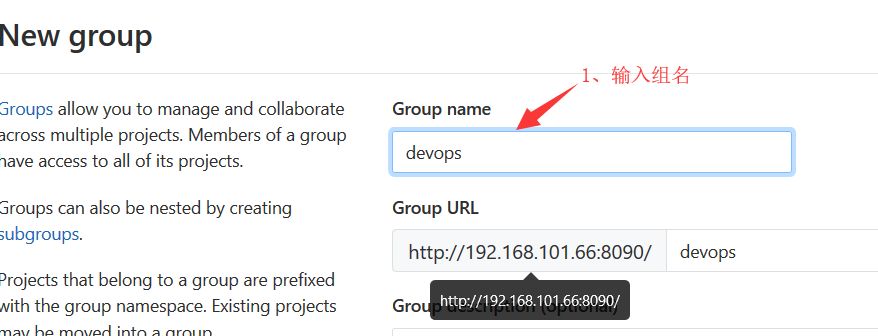 New group
1、输入组名
Groups allow you to manage and collaborate
across multiple projects. Members of a group
have access to all of its projects.
Groups can also be nested by creating
subgroups.
Projects that belong to a group are prefixed
with the group namespace. Existing projects
may be moved into a group.
Group name
devops
Group URL
http://192.168.101.66:8090/ devops
http://192.168.101.66:8090/
Group description (optional)